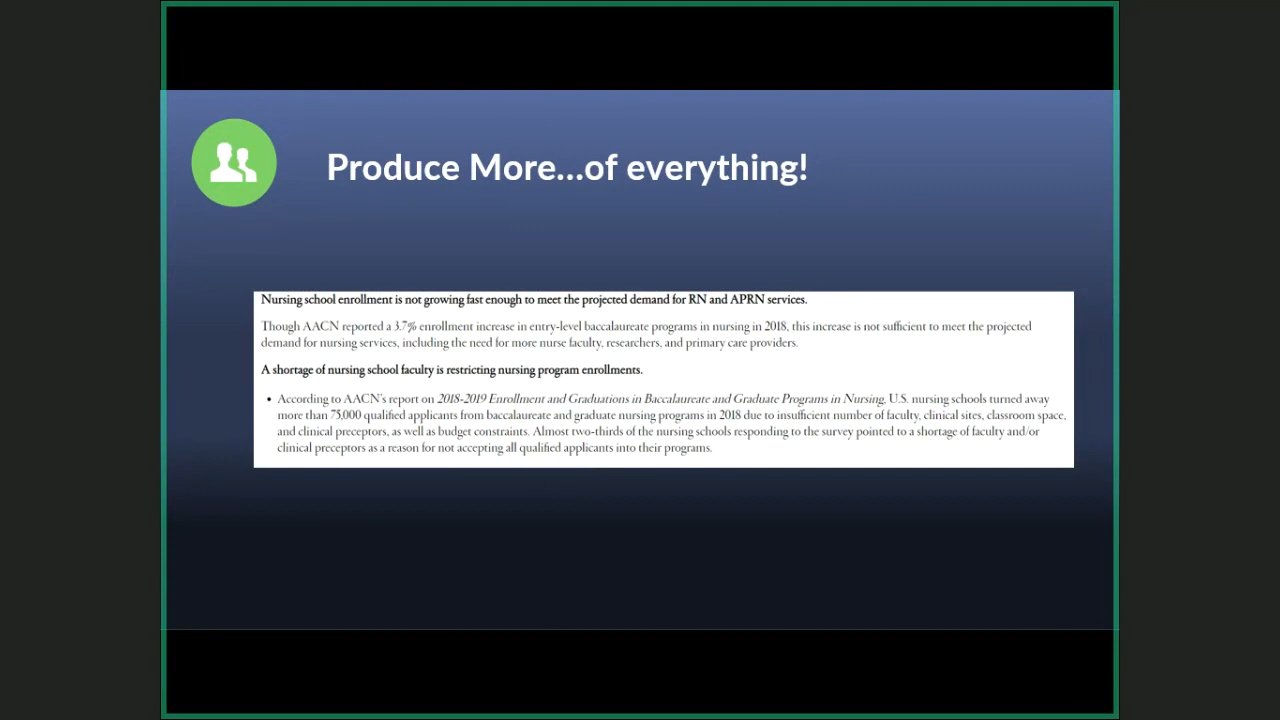 Produce More...of everything!
Nursing school enrollment is not growing fast enough to meet the projected demand for RN and APRN services.
Though AACN reported a 3.7% enrollment increase in entry-level baccalaureate programs in nursing in 2018, this increase is not sufficient to meet the projected
demand for nursing services, including the need for more nurse faculty, researchers, and primary care providers.
A shortage of nursing school faculty is restricting nursing program enrollments.
• According to AACN's report on 2018-2019 Enrollment and Graduations in Baccalaureate and Graduate Programs in Nursing, U.S. nursing schools turned away
more than 75,000 qualified applicants from baccalaureate and graduate nursing programs in 2018 due to insufficient number of faculty, clinical sites, classroom space,
and clinical preceptors, as well as budget constraints. Almost two-thirds of the nursing schools responding to the survey pointed to a shortage of faculty and/or
clinical preceptors as a reason for not accepting all qualified applicants into their programs.